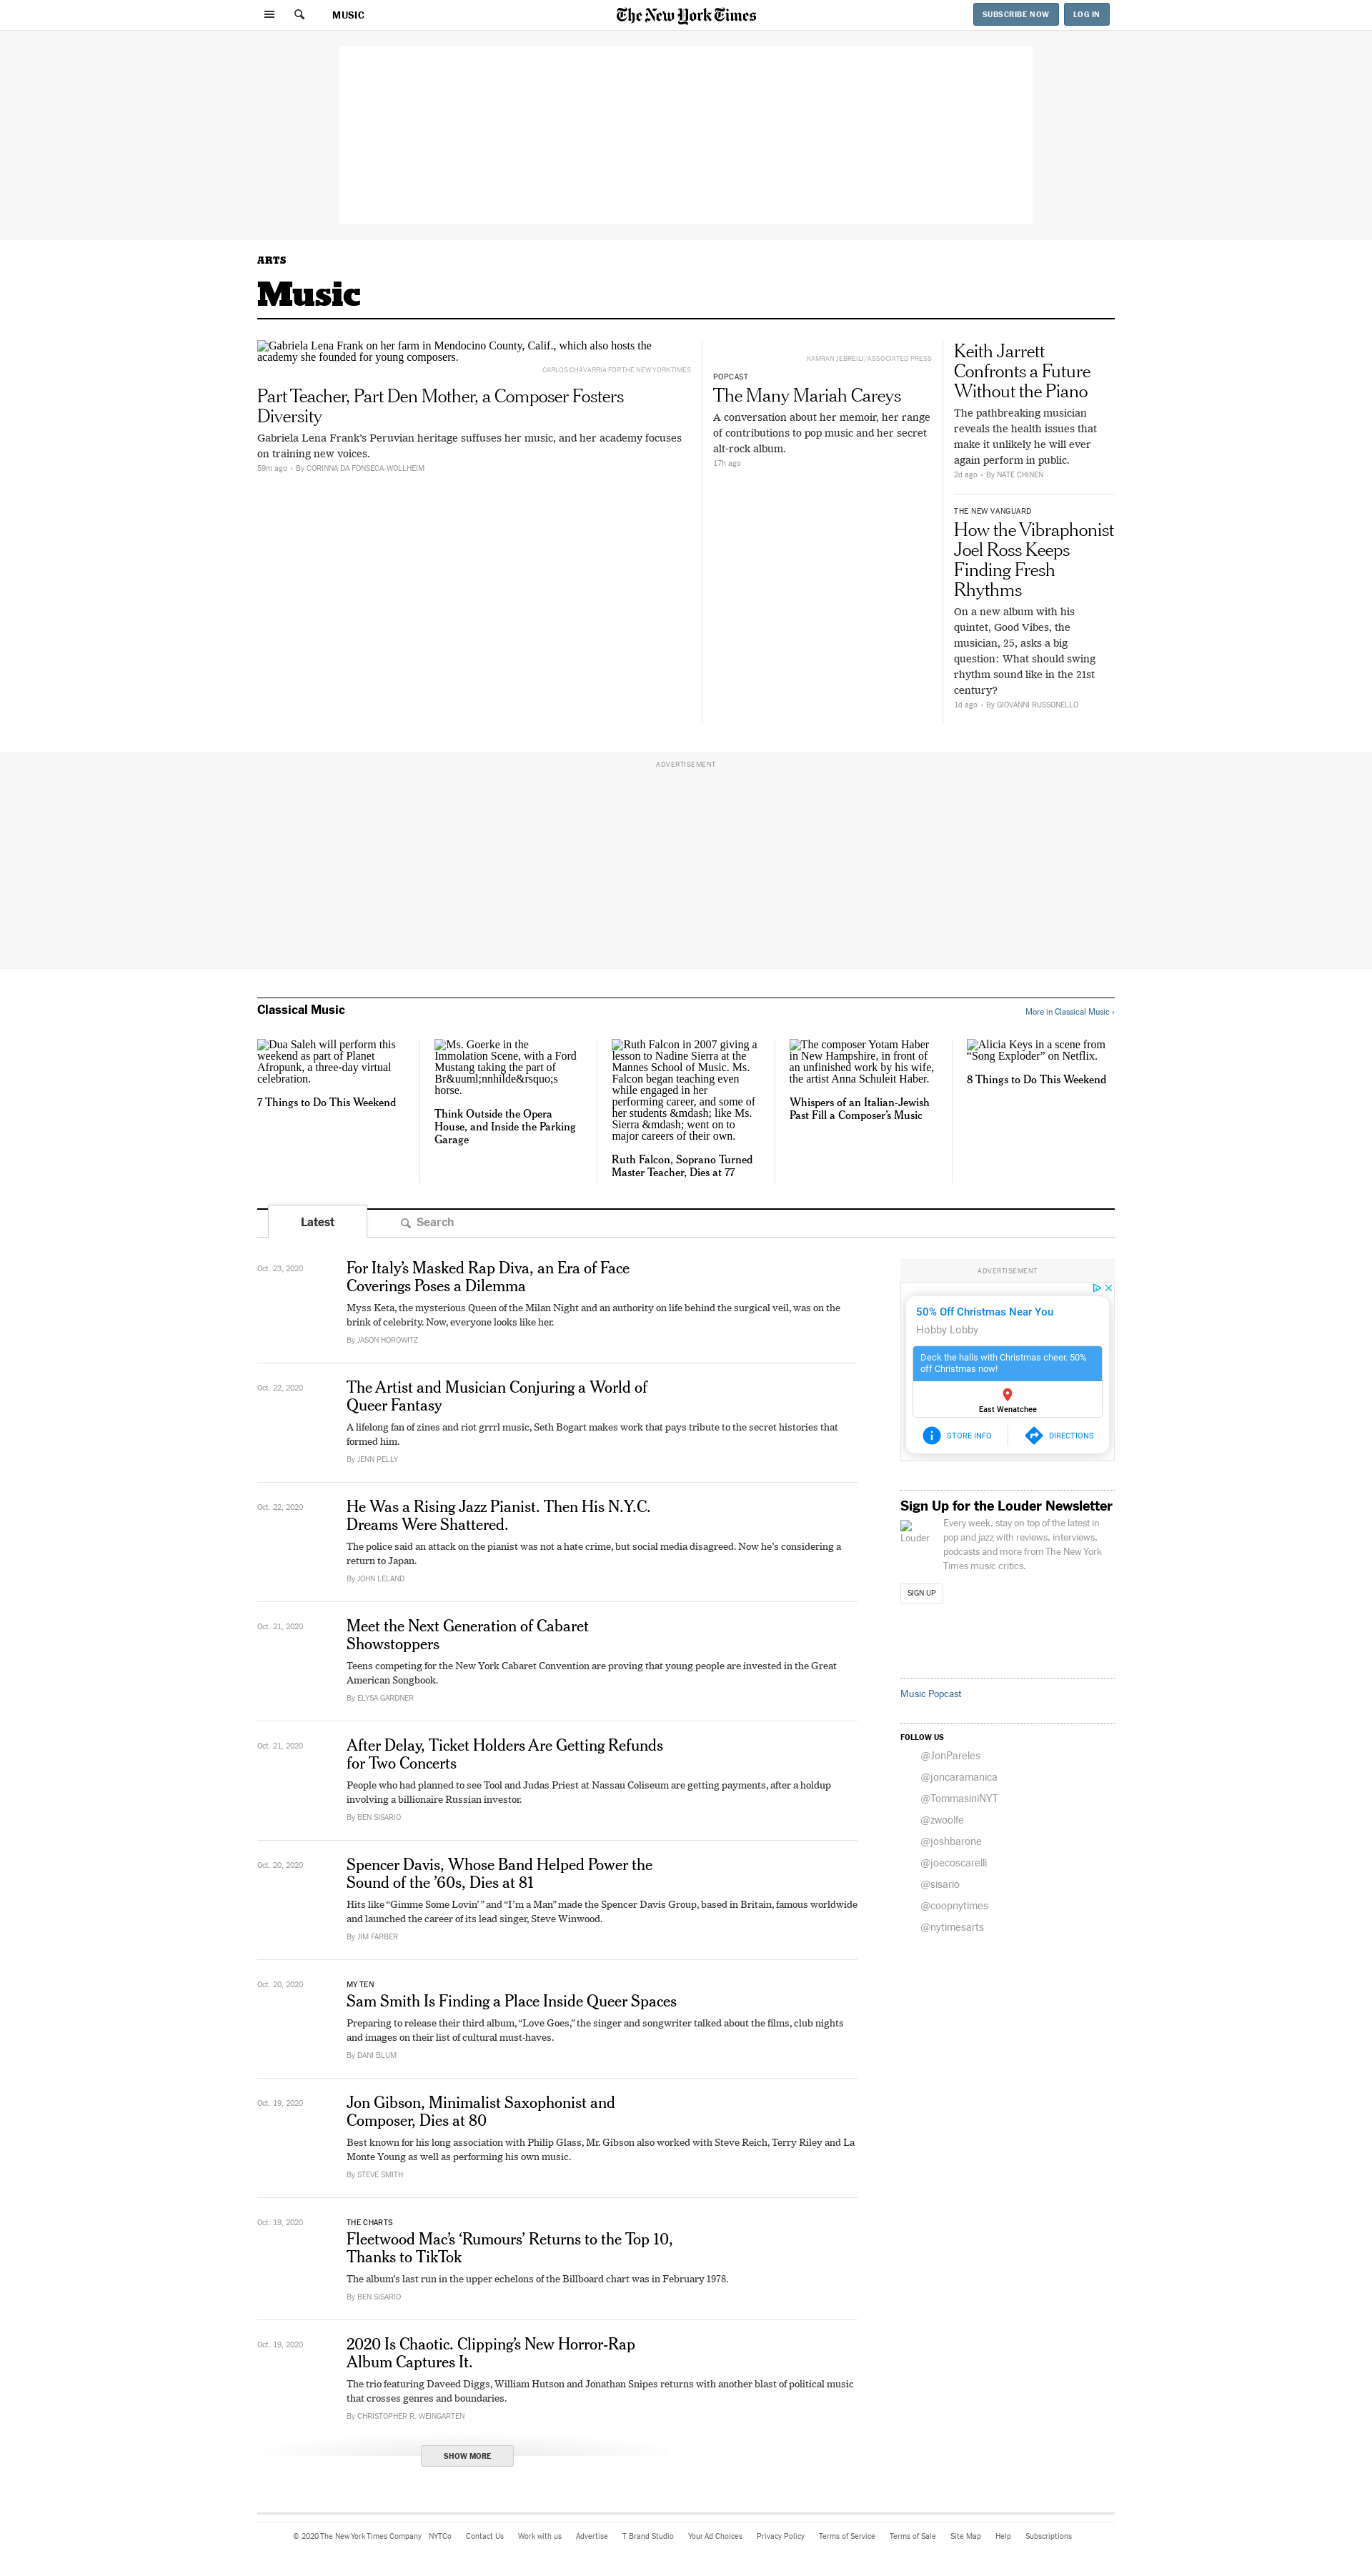 MUSIC
The New York Times
SUBSCRIBE NOW
LOG IN
ARTS
Music
Gabriela Lena Frank on her farm in Mendocino County, Calif., which also hosts the
academy she founded for young composers.
CARLOS CHAVARRIA FOR THE NEW YORK TIMES
Part Teacher, Part Den Mother, a Composer Fosters
Diversity
Gabriela Lena Frank’s Peruvian heritage suffuses her music, and her academy focuses
on training new voices.
59m ago • By CORINNA DA FONSECA-WOLLHEIM
KAMRAN JEBREILI/ASSOCIATED PRESS
POPCAST
The Many Mariah Careys
A conversation about her memoir, her range
of contributions to pop music and her secret
alt-rock album.
17h ago
Keith Jarrett
Confronts a Future
Without the Piano
The pathbreaking musician
reveals the health issues that
make it unlikely he will ever
again perform in public.
2d ago • By NATE CHINEN
THE NEW VANGUARD
How the Vibraphonist
Joel Ross Keeps
Finding Fresh
Rhythms
On a new album with his
quintet, Good Vibes, the
musician, 25, asks a big
question: What should swing
rhythm sound like in the 21st
century?
1d ago • By GIOVANNI RUSSONELLO
ADVERTISEMENT
Classical Music
More in Classical Music ›
Dua Saleh will perform this
weekend as part of Planet
Afropunk, a three-day virtual
celebration.
7 Things to Do This Weekend
Ms. Goerke in the
Immolation Scene, with a Ford
Mustang taking the part of
Br&uuml;nnhilde&rsquo;s
horse.
Think Outside the Opera
House, and Inside the Parking
Garage
Ruth Falcon in 2007 giving a
lesson to Nadine Sierra at the
Mannes School of Music. Ms.
Falcon began teaching even
while engaged in her
performing career, and some of
her students &mdash; like Ms.
Sierra &mdash; went on to
major careers of their own.
Ruth Falcon, Soprano Turned
Master Teacher, Dies at 77
The composer Yotam Haber
in New Hampshire, in front of
an unfinished work by his wife,
the artist Anna Schuleit Haber.
Whispers of an Italian-Jewish
Past Fill a Composer’s Music
Alicia Keys in a scene from
“Song Exploder” on Netflix.
8 Things to Do This Weekend
Latest
Search
Oct. 23, 2020
For Italy’s Masked Rap Diva, an Era of Face
Coverings Poses a Dilemma
Myss Keta, the mysterious Queen of the Milan Night and an authority on life behind the surgical veil, was on the
brink of celebrity. Now, everyone looks like her.
By JASON HOROWITZ
Oct. 22, 2020
The Artist and Musician Conjuring a World of
Queer Fantasy
A lifelong fan of zines and riot grrrl music, Seth Bogart makes work that pays tribute to the secret histories that
formed him.
By JENN PELLY
Oct. 22, 2020
He Was a Rising Jazz Pianist. Then His N.Y.C.
Dreams Were Shattered.
The police said an attack on the pianist was not a hate crime, but social media disagreed. Now he’s considering a
return to Japan.
By JOHN LELAND
Oct. 21, 2020
Meet the Next Generation of Cabaret
Showstoppers
Teens competing for the New York Cabaret Convention are proving that young people are invested in the Great
American Songbook.
By ELYSA GARDNER
Oct. 21, 2020
After Delay, Ticket Holders Are Getting Refunds
for Two Concerts
People who had planned to see Tool and Judas Priest at Nassau Coliseum are getting payments, after a holdup
involving a billionaire Russian investor.
By BEN SISARIO
Oct. 20, 2020
Spencer Davis, Whose Band Helped Power the
Sound of the ’60s, Dies at 81
Hits like “Gimme Some Lovin’ ” and “I’m a Man” made the Spencer Davis Group, based in Britain, famous worldwide
and launched the career of its lead singer, Steve Winwood.
By JIM FARBER
Oct. 20, 2020
MY TEN
Sam Smith Is Finding a Place Inside Queer Spaces
Preparing to release their third album, “Love Goes,” the singer and songwriter talked about the films, club nights
and images on their list of cultural must-haves.
By DANI BLUM
Oct. 19, 2020
Jon Gibson, Minimalist Saxophonist and
Composer, Dies at 80
Best known for his long association with Philip Glass, Mr. Gibson also worked with Steve Reich, Terry Riley and La
Monte Young as well as performing his own music.
By STEVE SMITH
Oct. 19, 2020
THE CHARTS
Fleetwood Mac’s ‘Rumours’ Returns to the Top 10,
Thanks to TikTok
The album’s last run in the upper echelons of the Billboard chart was in February 1978.
By BEN SISARIO
Oct. 19, 2020
2020 Is Chaotic. Clipping’s New Horror-Rap
Album Captures It.
The trio featuring Daveed Diggs, William Hutson and Jonathan Snipes returns with another blast of political music
that crosses genres and boundaries.
By CHRISTOPHER R. WEINGARTEN
SHOW MORE
ADVERTISEMENT
50% Off Christmas Near You
Hobby Lobby
Deck the halls with Christmas cheer. 50%
off Christmas now!
East Wenatchee
STORE INFO
DIRECTIONS
Sign Up for the Louder Newsletter
Louder
Every week, stay on top of the latest in
pop and jazz with reviews, interviews,
podcasts and more from The New York
Times music critics.
SIGN UP
Music Popcast
FOLLOW US
@JonPareles
@joncaramanica
@TommasiniNYT
@zwoolfe
@joshbarone
@joecoscarelli
@sisario
@coopnytimes
@nytimesarts
© 2020 The New York Times Company NYTCo Contact Us Work with us Advertise T Brand Studio Your Ad Choices Privacy Policy Terms of Service Terms of Sale Site Map Help Subscriptions